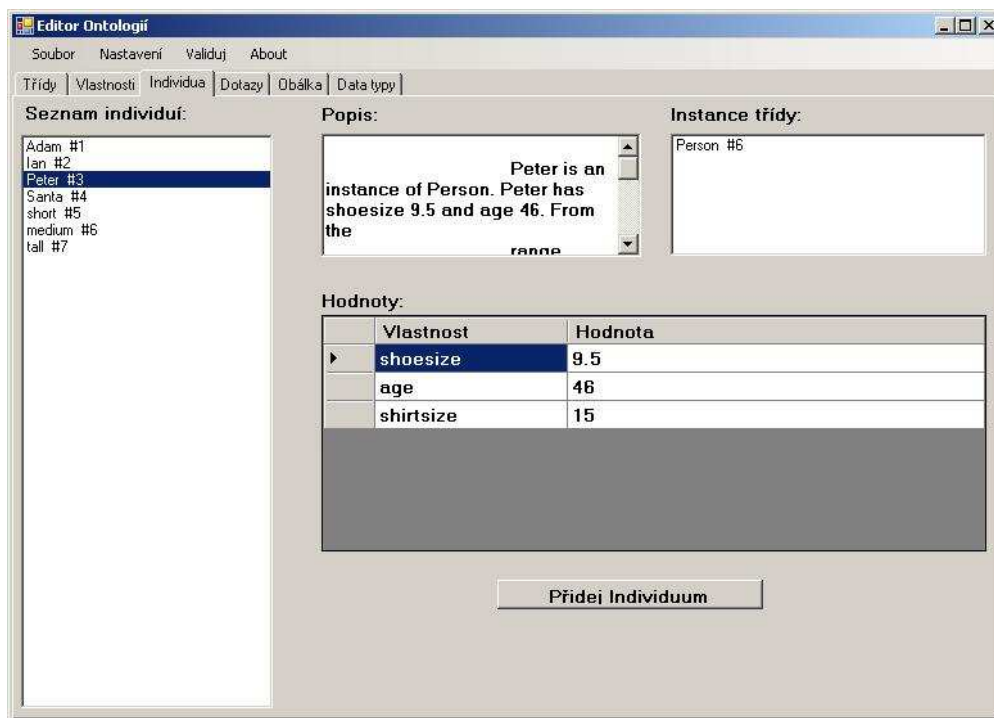 Editor Ontologií
Soubor Nastavení Validuj About
Třídy Vlastnosti Individua Dotazy Obálka Data typy
Seznam individuí:
Adam #1
Ian #2
Peter #3
Santa #4
short #5
medium #6
tall #7
Popis:
Peter is an
instance of Person. Peter has
shoesize 9.5 and age 46. From
the
range
Instance třídy:
Person #6
Hodnoty:
Vlastnost Hodnota
shoesize 9.5
age 46
shirtsize 15
Přidej Individuum